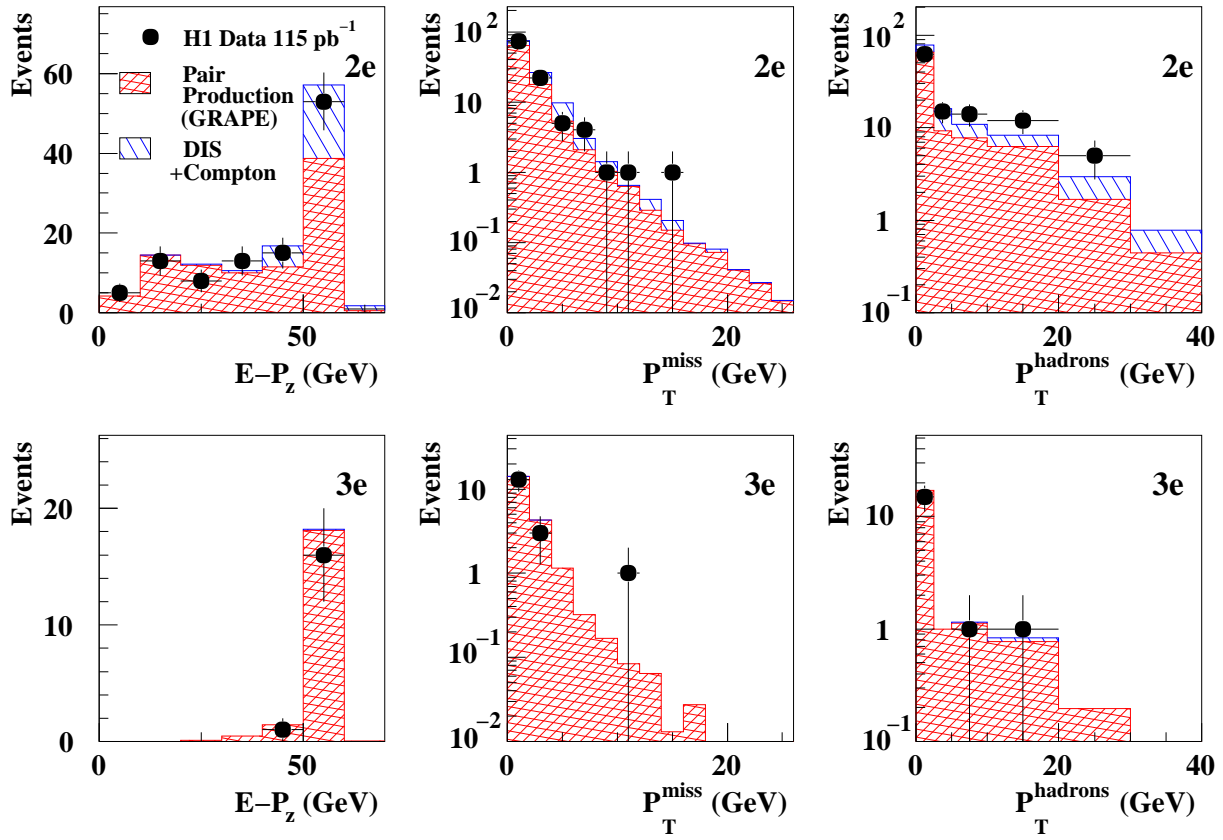 Events
60
40
20
0
H1 Data 115 pb⁻¹
Pair
Production
(GRAPE)
DIS
+Compton
2e
0
50
E−P_z (GeV)
Events
10²
10
1
10⁻¹
10⁻²
2e
0
20
P_T^miss (GeV)
Events
10²
10
1
10⁻¹
2e
0
20
40
P_T^hadrons (GeV)
Events
20
10
0
3e
0
50
E−P_z (GeV)
Events
10
1
10⁻¹
10⁻²
3e
0
20
P_T^miss (GeV)
Events
10
1
10⁻¹
3e
0
20
40
P_T^hadrons (GeV)